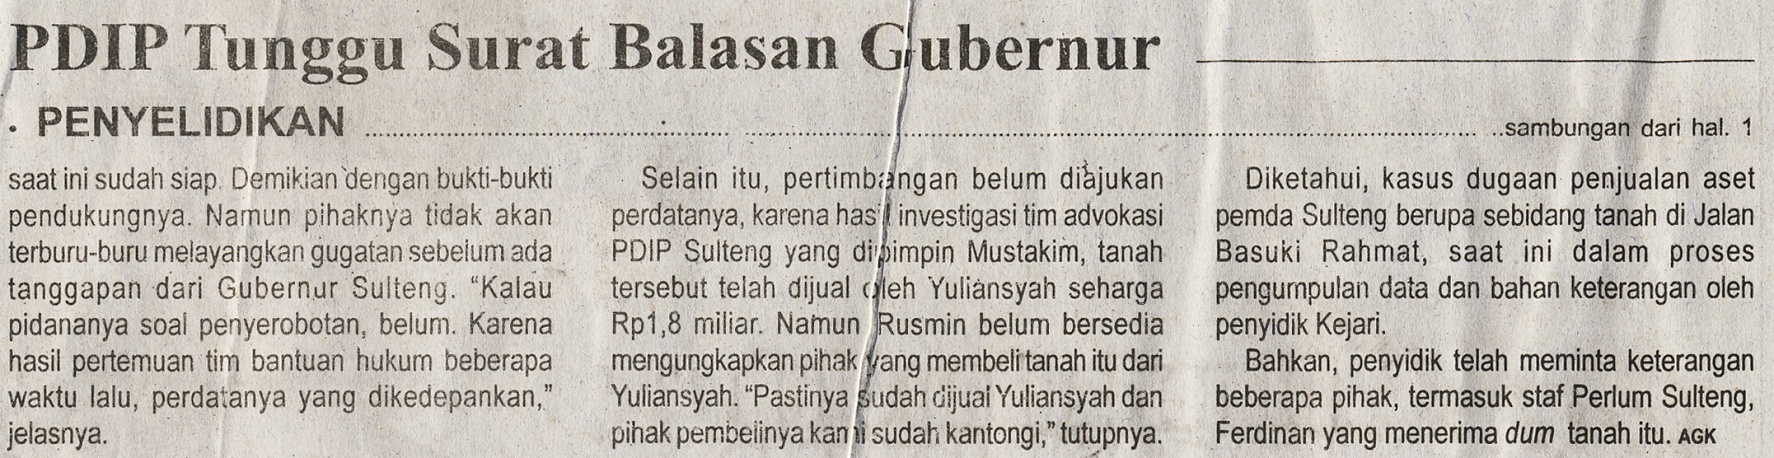 PDIP Tunggu Surat Balasan Gubernur
• PENYELIDIKAN ........ sambungan dari hal. 1
saat ini sudah siap. Demikian dengan bukti-bukti
pendukungnya. Namun pihaknya tidak akan
terburu-buru melayangkan gugatan sebelum ada
tanggapan dari Gubernur Sulteng. “Kalau
pidananya soal penyerobotan, belum. Karena
hasil pertemuan tim bantuan hukum beberapa
waktu lalu, perdatanya yang dikedepankan,”
jelasnya.
Selain itu, pertimbangan belum diajukan
perdatanya, karena hasil investigasi tim advokasi
PDIP Sulteng yang dipimpin Mustakim, tanah
tersebut telah dijual oleh Yuliansyah seharga
Rp1,8 miliar. Namun Rusmin belum bersedia
mengungkapkan pihak yang membeli tanah itu dari
Yuliansyah. “Pastinya sudah dijual Yuliansyah dan
pihak pembelinya kami sudah kantongi,” tutupnya.
Diketahui, kasus dugaan penjualan aset
pemda Sulteng berupa sebidang tanah di Jalan
Basuki Rahmat, saat ini dalam proses
pengumpulan data dan bahan keterangan oleh
penyidik Kejari.
Bahkan, penyidik telah meminta keterangan
beberapa pihak, termasuk staf Perlum Sulteng,
Ferdinan yang menerima dum tanah itu. AGK